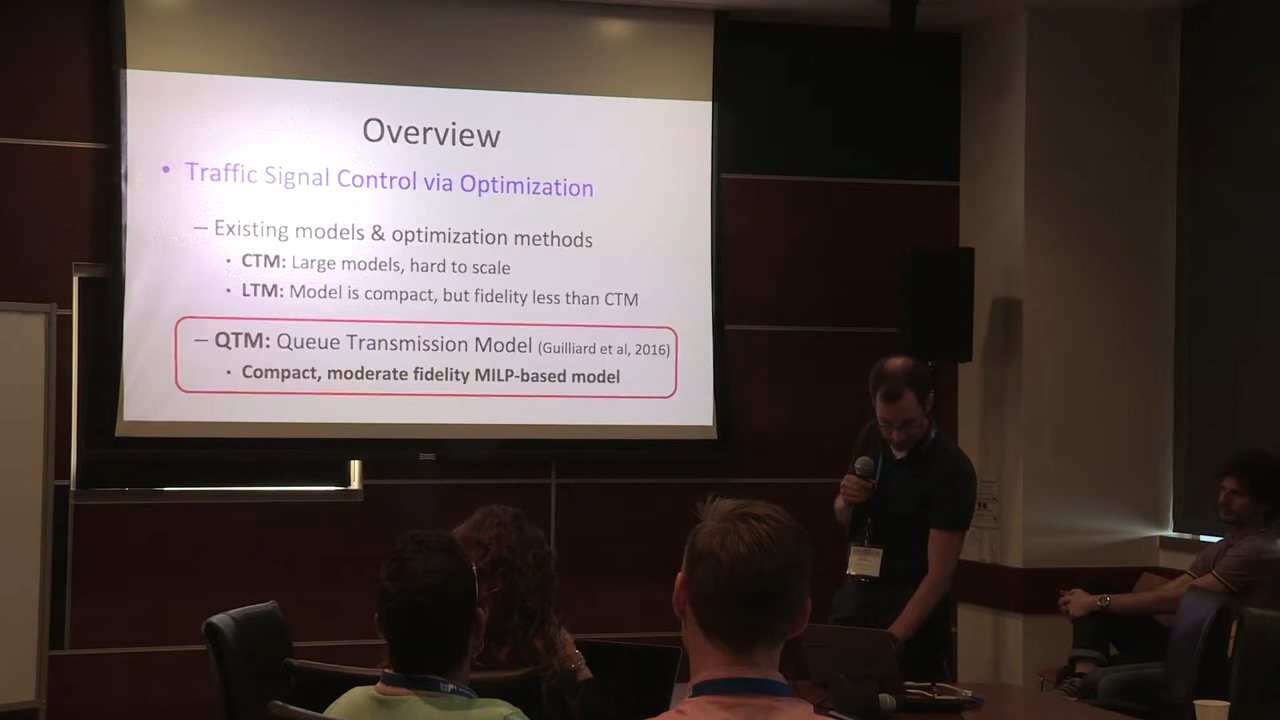 Overview
• Traffic Signal Control via Optimization
– Existing models & optimization methods
• CTM: Large models, hard to scale
• LTM: Model is compact, but fidelity less than CTM
– QTM: Queue Transmission Model (Guilliard et al, 2016)
• Compact, moderate fidelity MILP-based model